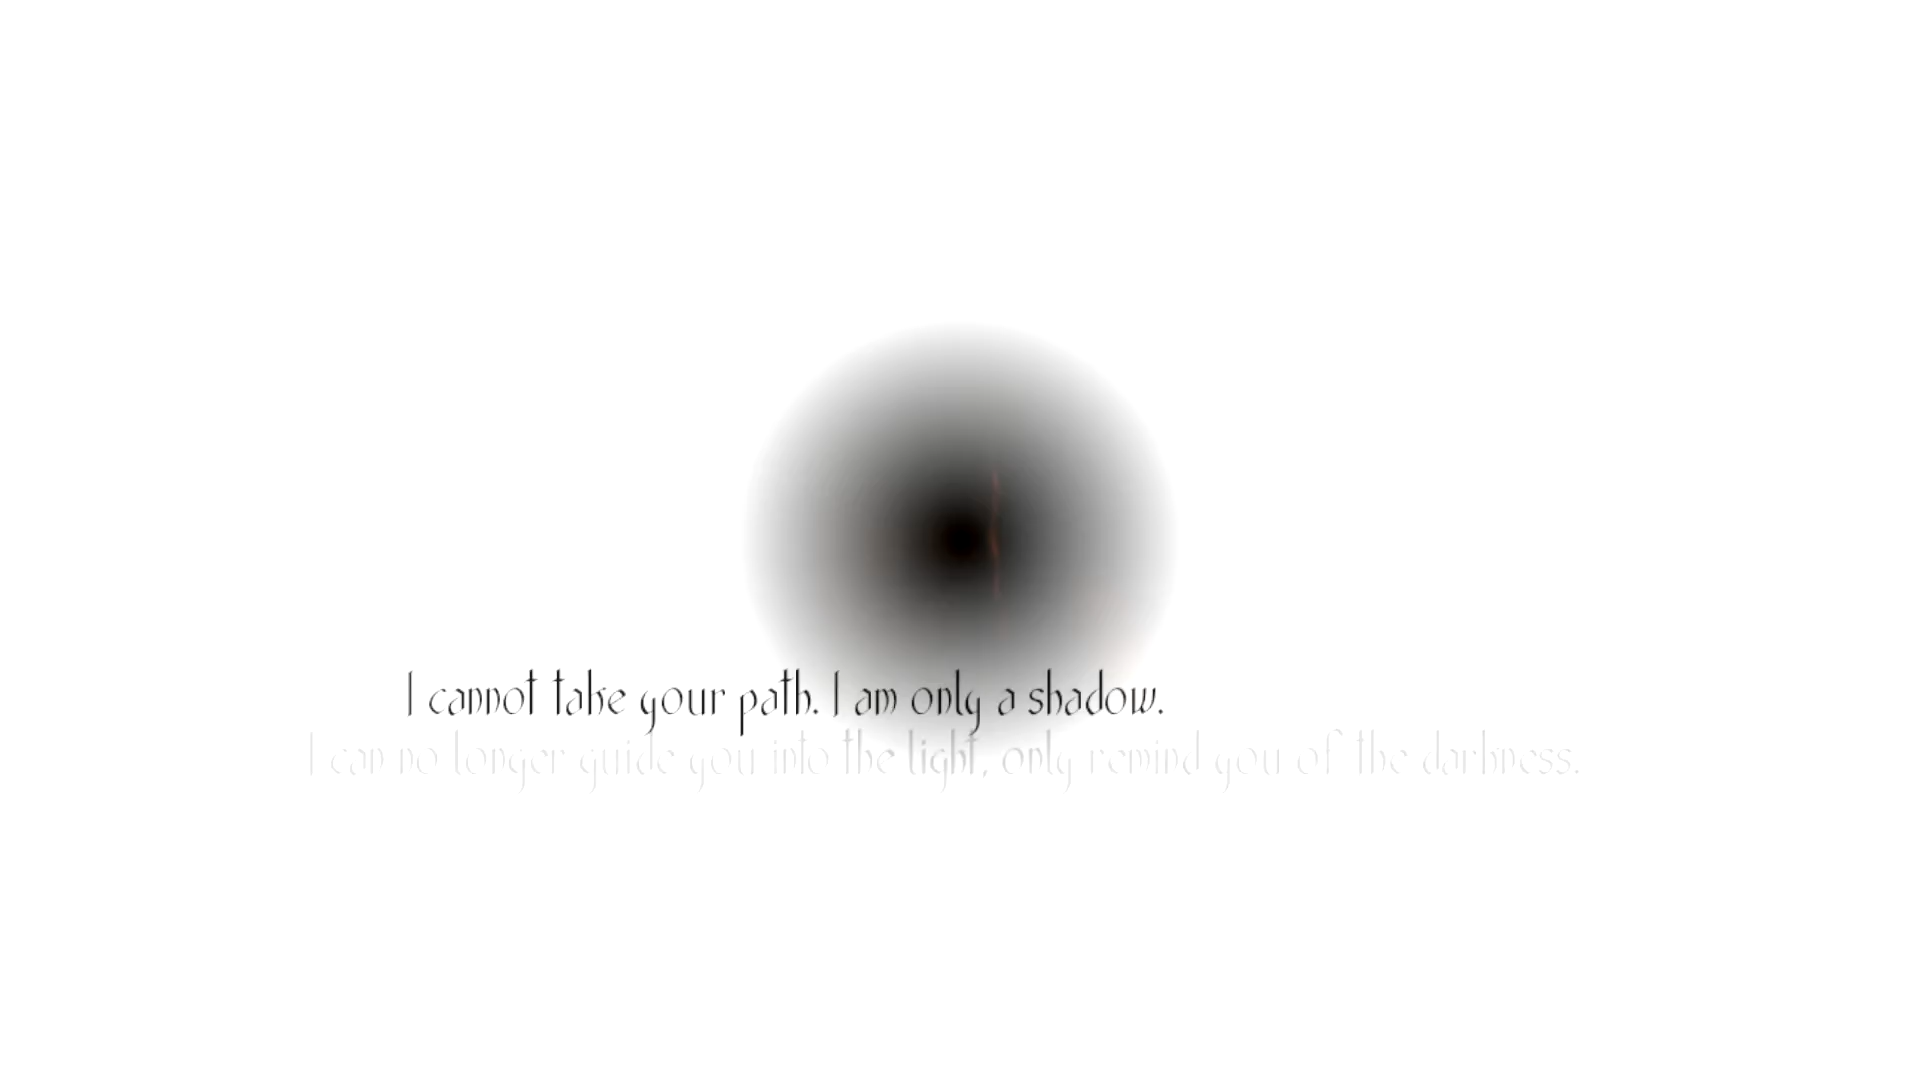 I cannot take your path. I am only a shadow.
I can no longer guide you into the light, only remind you of the darkness.